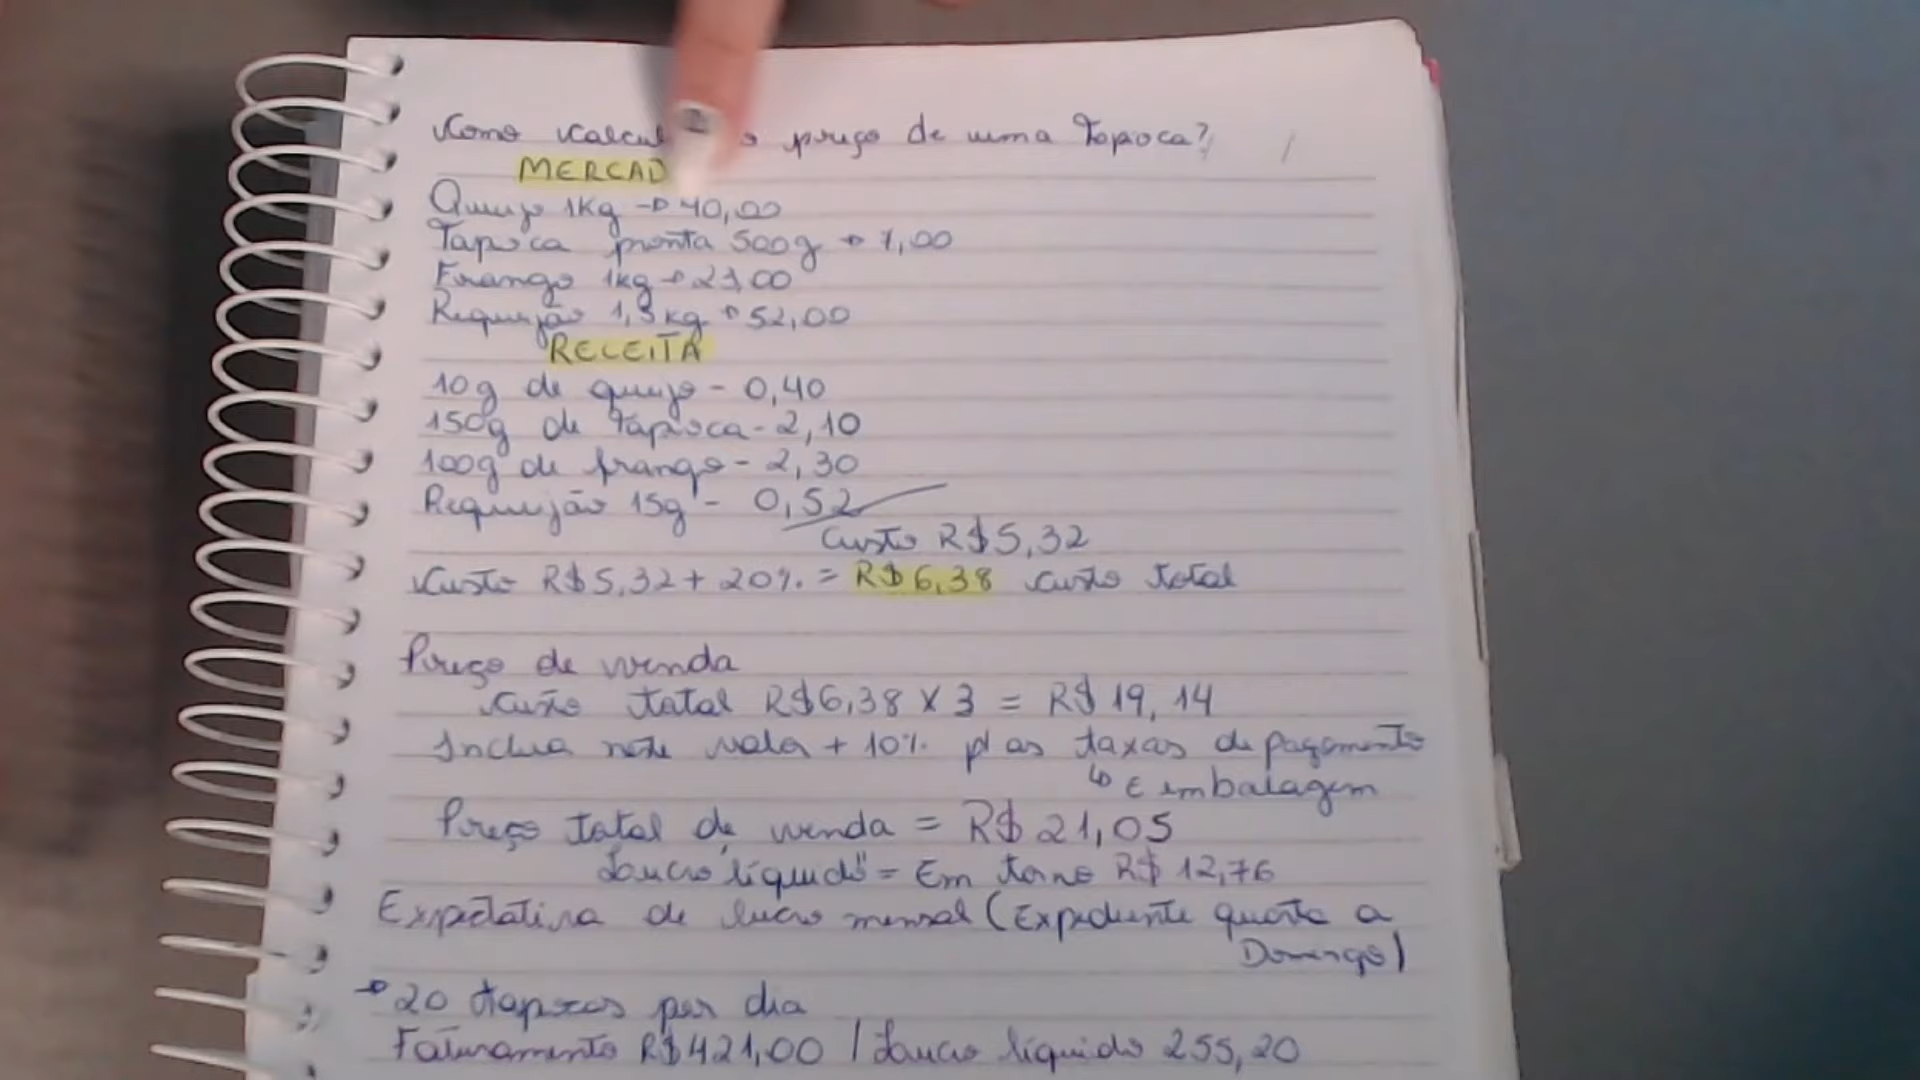 Como calcul o preço de uma Tapioca?
MERCAD
Queijo 1Kg → 40,00
Tapioca pronta 500g → 7,00
Frango 1kg → 23,00
Requeijão 1,5kg → 52,00
RECEITA
10g de queijo - 0,40
150g de tapioca - 2,10
100g de frango - 2,30
Requeijão 15g - 0,52
Custo R$5,32
Custo R$5,32 + 20% = R$6,38 custo total
Preço de venda
Custo total R$6,38 X 3 = R$19,14
Inclua neste valor + 10% p/ as taxas de pagamento
↳ E embalagem
Preço total de venda = R$21,05
Lucro "líquido" = Em torno R$12,76
Expectativa de lucro mensal (Expediente quarta a
Domingo)
→ 20 tapiocas por dia
Faturamento R$421,00 / Lucro líquido 255,20